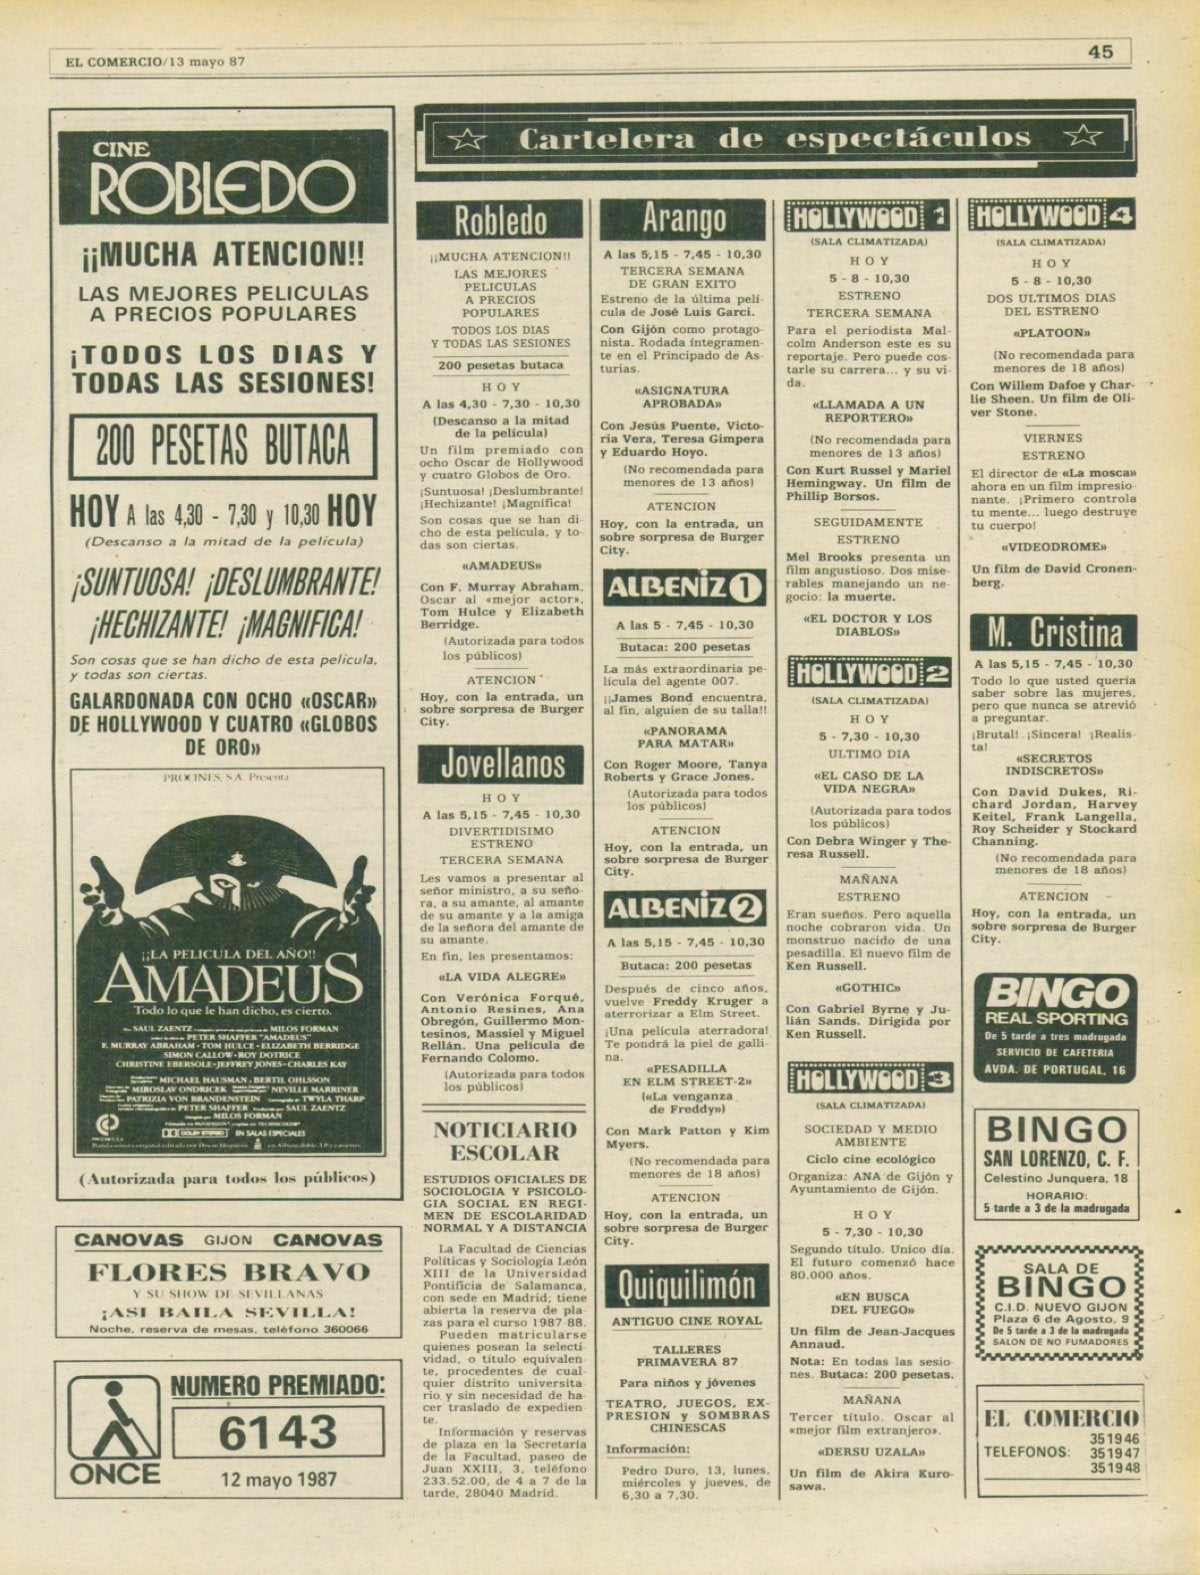 EL COMERCIO/13 mayo 87
45
CINE
ROBLEDO
¡¡MUCHA ATENCION!!
LAS MEJORES PELICULAS
A PRECIOS POPULARES
¡TODOS LOS DIAS Y
TODAS LAS SESIONES!
200 PESETAS BUTACA
HOY A las 4,30 - 7,30 y 10,30 HOY
(Descanso a la mitad de la película)
¡SUNTUOSA! ¡DESLUMBRANTE!
¡HECHIZANTE! ¡MAGNIFICA!
Son cosas que se han dicho de esta película,
y todas son ciertas.
GALARDONADA CON OCHO «OSCAR»
DE HOLLYWOOD Y CUATRO «GLOBOS
DE ORO»
PROCINES, S.A. Presenta
¡¡LA PELICULA DEL AÑO!!
AMADEUS
Todo lo que le han dicho, es cierto.
SAUL ZAENTZ MILOS FORMAN
PETER SHAFFER "AMADEUS"
F. MURRAY ABRAHAM · TOM HULCE · ELIZABETH BERRIDGE
SIMON CALLOW · ROY DOTRICE
CHRISTINE EBERSOLE · JEFFREY JONES · CHARLES KAY
MICHAEL HAUSMAN, BERTIL OHLSSON
MIROSLAV ONDRICEK NEVILLE MARRINER
PATRIZIA VON BRANDENSTEIN TWYLA THARP
PETER SHAFFER SAUL ZAENTZ
MILOS FORMAN
DOLBY STEREO EN SALAS ESPECIALES
(Autorizada para todos los públicos)
CANOVAS GIJON CANOVAS
FLORES BRAVO
Y SU SHOW DE SEVILLANAS
¡ASI BAILA SEVILLA!
Noche, reserva de mesas, teléfono 360066
ONCE
NUMERO PREMIADO:
6143
12 mayo 1987
Cartelera de espectáculos
Robledo
¡¡MUCHA ATENCION!!
LAS MEJORES
PELICULAS
A PRECIOS
POPULARES
TODOS LOS DIAS
Y TODAS LAS SESIONES
200 pesetas butaca
HOY
A las 4,30 - 7,30 - 10,30
(Descanso a la mitad
de la película)
Un film premiado con
ocho Oscar de Hollywood
y cuatro Globos de Oro.
¡Suntuosa! ¡Deslumbrante!
¡Hechizante! ¡Magnífica!
Son cosas que se han di-
cho de esta película, y to-
das son ciertas.
«AMADEUS»
Con F. Murray Abraham,
Oscar al «mejor actor»,
Tom Hulce y Elizabeth
Berridge.
(Autorizada para todos
los públicos)
ATENCION
Hoy, con la entrada, un
sobre sorpresa de Burger
City.
Jovellanos
HOY
A las 5,15 - 7,45 - 10,30
DIVERTIDISIMO
ESTRENO
TERCERA SEMANA
Les vamos a presentar al
señor ministro, a su seño-
ra, a su amante, al amante
de su amante y a la amiga
de la señora del amante de
su amante.
En fin, les presentamos:
«LA VIDA ALEGRE»
Con Verónica Forqué,
Antonio Resines, Ana
Obregón, Guillermo Mon-
tesinos, Massiel y Miguel
Rellán. Una película de
Fernando Colomo.
(Autorizada para todos
los públicos)
NOTICIARIO
ESCOLAR
ESTUDIOS OFICIALES DE
SOCIOLOGIA Y PSICOLO-
GIA SOCIAL EN REGI-
MEN DE ESCOLARIDAD
NORMAL Y A DISTANCIA
La Facultad de Ciencias
Políticas y Sociología León
XIII de la Universidad
Pontificia de Salamanca,
con sede en Madrid, tiene
abierta la reserva de pla-
zas para el curso 1987-88.
Pueden matricularse
quienes posean la selecti-
vidad, o título equivalen-
te, procedentes de cual-
quier distrito universita-
rio y sin necesidad de ha-
cer traslado de expedien-
te.
Información y reservas
de plaza en la Secretaría
de la Facultad, paseo de
Juan XXIII, 3, teléfono
233.52.00, de 4 a 7 de la
tarde, 28040 Madrid.
Arango
A las 5,15 - 7,45 - 10,30
TERCERA SEMANA
DE GRAN EXITO
Estreno de la última pelí-
cula de José Luis Garci.
Con Gijón como protago-
nista. Rodada íntegramen-
te en el Principado de As-
turias.
«ASIGNATURA
APROBADA»
Con Jesús Puente, Victo-
ria Vera, Teresa Gimpera
y Eduardo Hoyo.
(No recomendada para
menores de 13 años)
ATENCION
Hoy, con la entrada, un
sobre sorpresa de Burger
City.
ALBENIZ 1
A las 5 - 7,45 - 10,30
Butaca: 200 pesetas
La más extraordinaria pe-
lícula del agente 007.
¡¡James Bond encuentra,
al fin, alguien de su talla!!
«PANORAMA
PARA MATAR»
Con Roger Moore, Tanya
Roberts y Grace Jones.
(Autorizada para todos
los públicos)
ATENCION
Hoy, con la entrada, un
sobre sorpresa de Burger
City.
ALBENIZ 2
A las 5,15 - 7,45 - 10,30
Butaca: 200 pesetas
Después de cinco años,
vuelve Freddy Kruger a
aterrorizar a Elm Street.
¡Una película aterradora!
Te pondrá la piel de galli-
na.
«PESADILLA
EN ELM STREET-2»
(«La venganza
de Freddy»)
Con Mark Patton y Kim
Myers.
(No recomendada para
menores de 18 años)
ATENCION
Hoy, con la entrada, un
sobre sorpresa de Burger
City.
Quiquilimón
ANTIGUO CINE ROYAL
TALLERES
PRIMAVERA 87
Para niños y jóvenes
TEATRO, JUEGOS, EX-
PRESION y SOMBRAS
CHINESCAS
Información:
Pedro Duro, 13, lunes,
miércoles y jueves, de
6,30 a 7,30.
HOLLYWOOD 1
(SALA CLIMATIZADA)
HOY
5 - 8 - 10,30
ESTRENO
TERCERA SEMANA
Para el periodista Mal-
colm Anderson este es su
reportaje. Pero puede cos-
tarle su carrera... y su vi-
da.
«LLAMADA A UN
REPORTERO»
(No recomendada para
menores de 13 años)
Con Kurt Russel y Mariel
Hemingway. Un film de
Phillip Borsos.
SEGUIDAMENTE
ESTRENO
Mel Brooks presenta un
film angustioso. Dos mise-
rables manejando un ne-
gocio: la muerte.
«EL DOCTOR Y LOS
DIABLOS»
HOLLYWOOD 2
(SALA CLIMATIZADA)
HOY
5 - 7,30 - 10,30
ULTIMO DIA
«EL CASO DE LA
VIDA NEGRA»
(Autorizada para todos
los públicos)
Con Debra Winger y The-
resa Russell.
MAÑANA
ESTRENO
Eran sueños. Pero aquella
noche cobraron vida. Un
monstruo nacido de una
pesadilla. El nuevo film de
Ken Russell.
«GOTHIC»
Con Gabriel Byrne y Ju-
lián Sands. Dirigida por
Ken Russell.
HOLLYWOOD 3
(SALA CLIMATIZADA)
SOCIEDAD Y MEDIO
AMBIENTE
Ciclo cine ecológico
Organiza: ANA de Gijón y
Ayuntamiento de Gijón.
HOY
5 - 7,30 - 10,30
Segundo título. Unico día.
El futuro comenzó hace
80.000 años.
«EN BUSCA
DEL FUEGO»
Un film de Jean-Jacques
Annaud.
Nota: En todas las sesio-
nes. Butaca: 200 pesetas.
MAÑANA
Tercer título. Oscar al
«mejor film extranjero».
«DERSU UZALA»
Un film de Akira Kuro-
sawa.
HOLLYWOOD 4
(SALA CLIMATIZADA)
HOY
5 - 8 - 10,30
DOS ULTIMOS DIAS
DEL ESTRENO
«PLATOON»
(No recomendada para
menores de 18 años)
Con Willem Dafoe y Char-
lie Sheen. Un film de Oli-
ver Stone.
VIERNES
ESTRENO
El director de «La mosca»
ahora en un film impresio-
nante. ¡Primero controla
tu mente... luego destruye
tu cuerpo!
«VIDEODROME»
Un film de David Cronen-
berg.
M. Cristina
A las 5,15 - 7,45 - 10,30
Todo lo que usted quería
saber sobre las mujeres,
pero que nunca se atrevió
a preguntar.
¡Brutal! ¡Sincera! ¡Realis-
ta!
«SECRETOS
INDISCRETOS»
Con David Dukes, Ri-
chard Jordan, Harvey
Keitel, Frank Langella,
Roy Scheider y Stockard
Channing.
(No recomendada para
menores de 18 años)
ATENCION
Hoy, con la entrada, un
sobre sorpresa de Burger
City.
BINGO
REAL SPORTING
De 5 tarde a tres madrugada
SERVICIO DE CAFETERIA
AVDA. DE PORTUGAL, 16
BINGO
SAN LORENZO, C. F.
Celestino Junquera, 18
HORARIO:
5 tarde a 3 de la madrugada
SALA DE
BINGO
C.I.D. NUEVO GIJON
Plaza 6 de Agosto, 9
De 5 tarde a 3 de la madrugada
SALON DE NO FUMADORES
EL COMERCIO
TELEFONOS:
351946
351947
351948